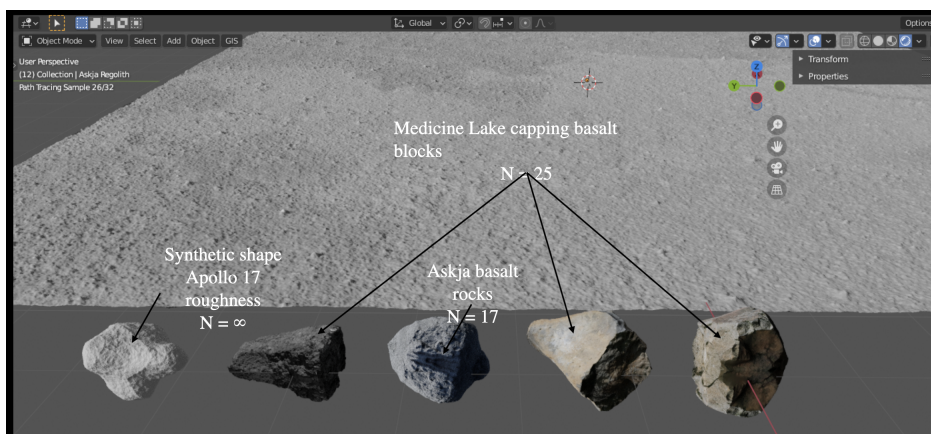 Global
Options
Object Mode
View
Select
Add
Object
GIS
User Perspective
(12) Collection | Askja Regolith
Path Tracing Sample 26/32
Transform
Properties
Z
Y
Medicine Lake capping basalt
blocks
N = 25
Synthetic shape
Apollo 17
roughness
N = ∞
Askja basalt
rocks
N = 17